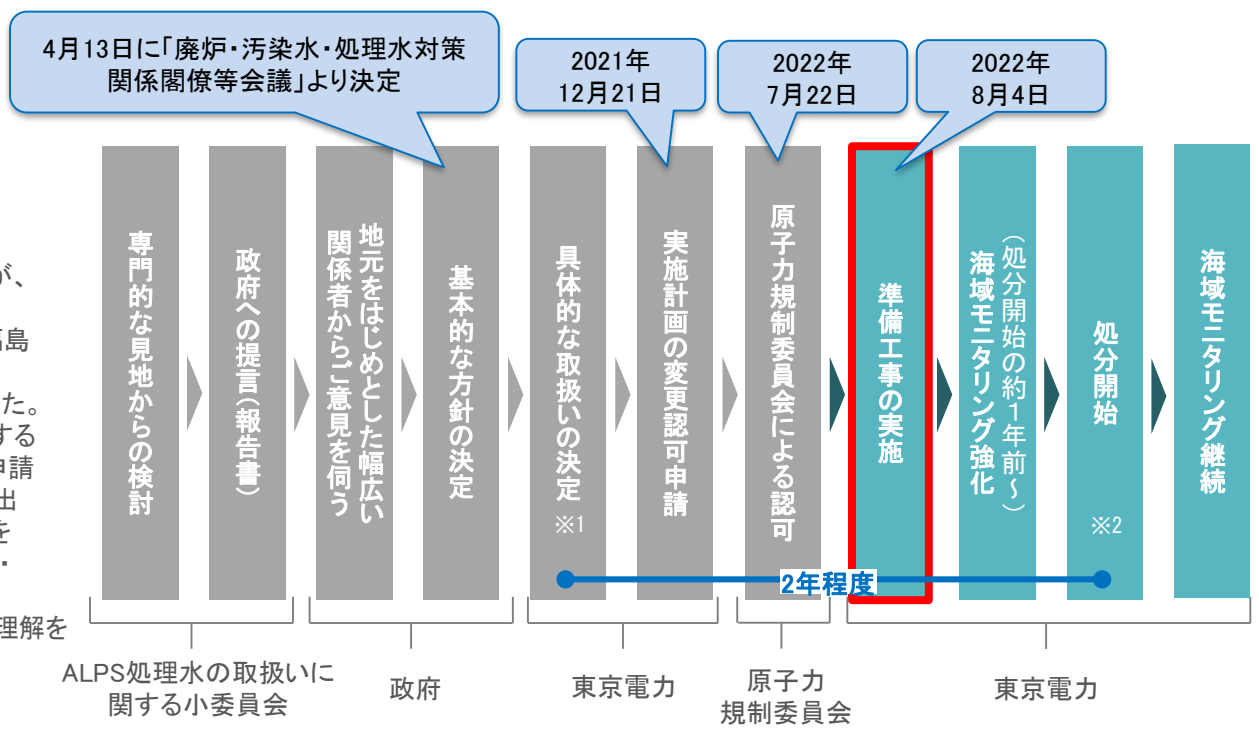 4月13日に「廃炉・汚染水・処理水対策
関係閣僚等会議」より決定
2021年
12月21日
2022年
7月22日
2022年
8月4日
が、
島
た。
する
申請
出
を
・
理解を
専門的な見地からの検討
政府への提言（報告書）
地元をはじめとした幅広い
関係者からご意見を伺う
基本的な方針の決定
具体的な取扱いの決定
※1
実施計画の変更認可申請
原子力規制委員会による認可
準備工事の実施
（処分開始の約1年前～）
海域モニタリング強化
処分開始
※2
海域モニタリング継続
2年程度
ALPS処理水の取扱いに
関する小委員会
政府
東京電力
原子力
規制委員会
東京電力